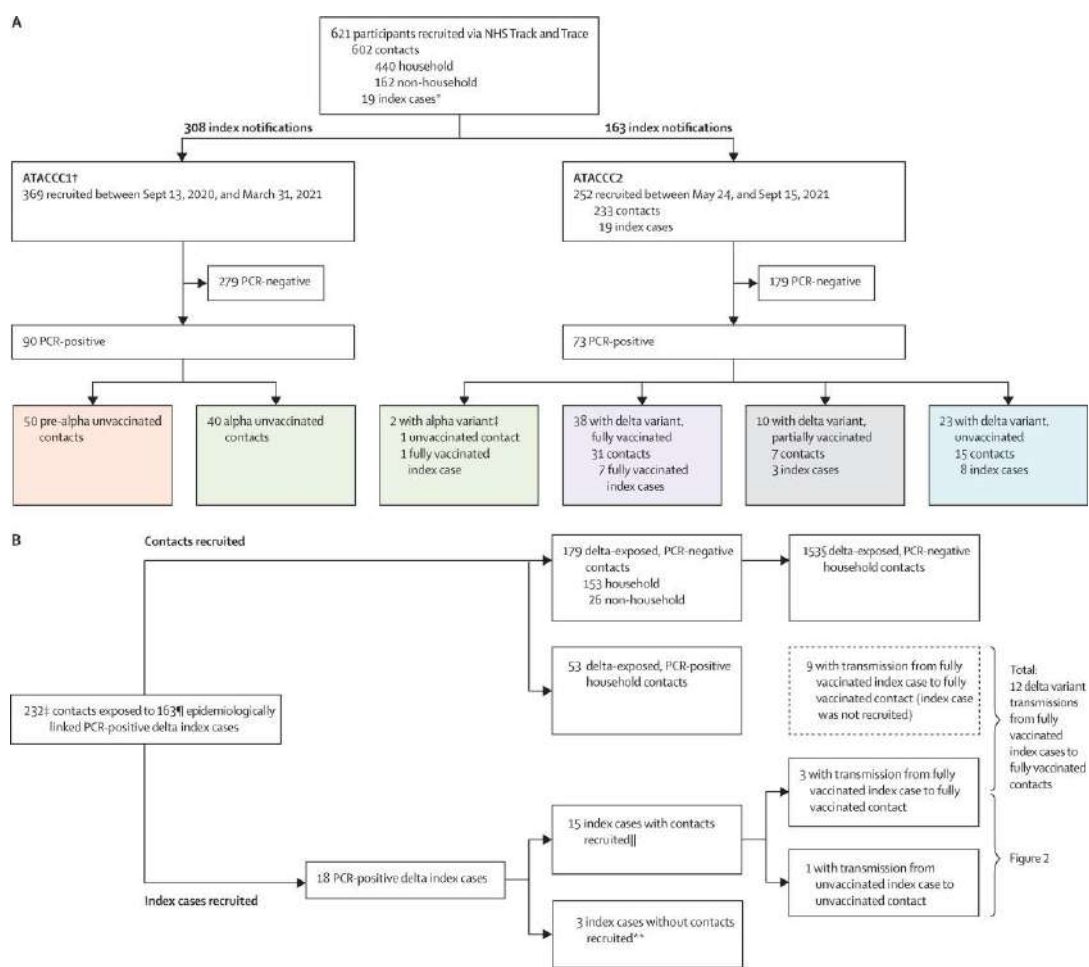 A
621 participants recruited via NHS Track and Trace
602 contacts
440 household
162 non-household
19 index cases*
308 index notifications
163 index notifications
ATACCC1†
369 recruited between Sept 13, 2020, and March 31, 2021
ATACCC2
252 recruited between May 24, and Sept 15, 2021
233 contacts
19 index cases
279 PCR-negative
179 PCR-negative
90 PCR-positive
73 PCR-positive
50 pre-alpha unvaccinated
contacts
40 alpha unvaccinated
contacts
2 with alpha variant‡
1 unvaccinated contact
1 fully vaccinated
index case
38 with delta variant,
fully vaccinated
31 contacts
7 fully vaccinated
index cases
10 with delta variant,
partially vaccinated
7 contacts
3 index cases
23 with delta variant,
unvaccinated
15 contacts
8 index cases
B
Contacts recruited
179 delta-exposed, PCR-negative
contacts
153 household
26 non-household
153§ delta-exposed, PCR-negative
household contacts
53 delta-exposed, PCR-positive
household contacts
9 with transmission from fully
vaccinated index case to fully
vaccinated contact (index case
was not recruited)
Total:
12 delta variant
transmissions
from fully
vaccinated
index cases to
fully vaccinated
contacts
232‡ contacts exposed to 163¶ epidemiologically
linked PCR-positive delta index cases
3 with transmission from fully
vaccinated index case to fully
vaccinated contact
15 index cases with contacts
recruited||
Figure 2
18 PCR-positive delta index cases
1 with transmission from
unvaccinated index case to
unvaccinated contact
Index cases recruited
3 index cases without contacts
recruited**